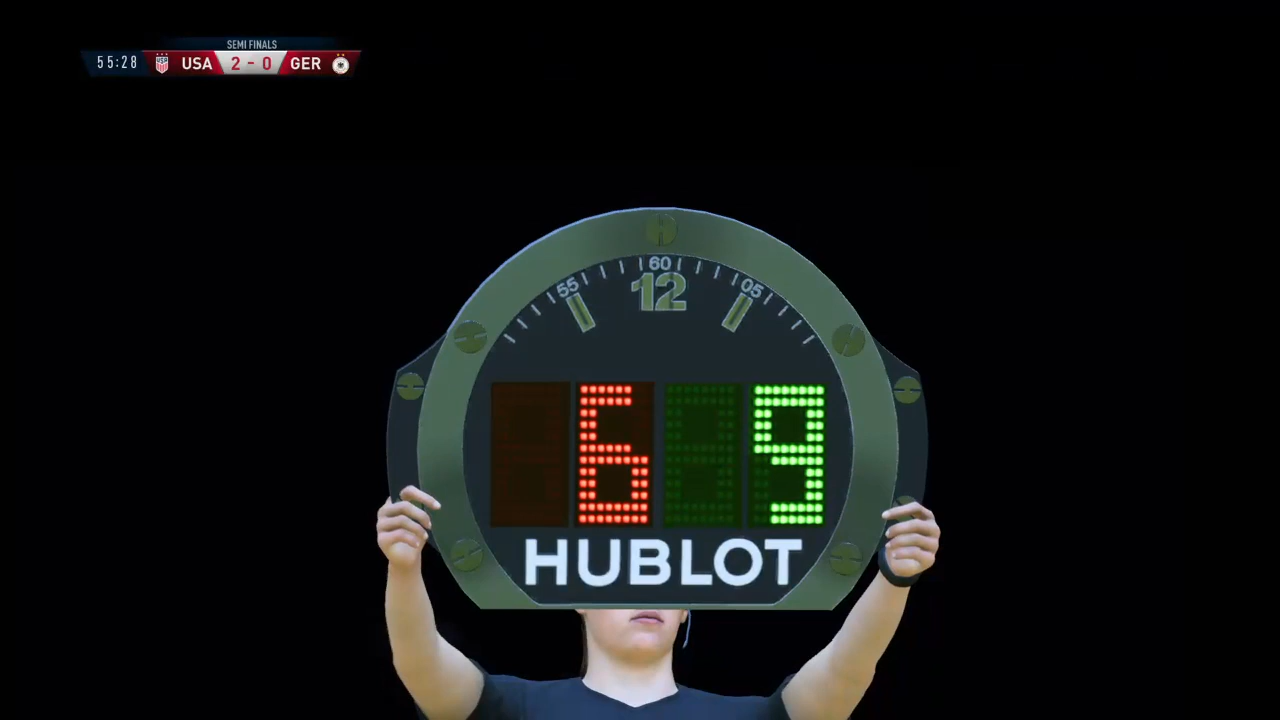 SEMI FINALS
55:28 USA 2 - 0 GER
60
55 12 05
6 9
HUBLOT